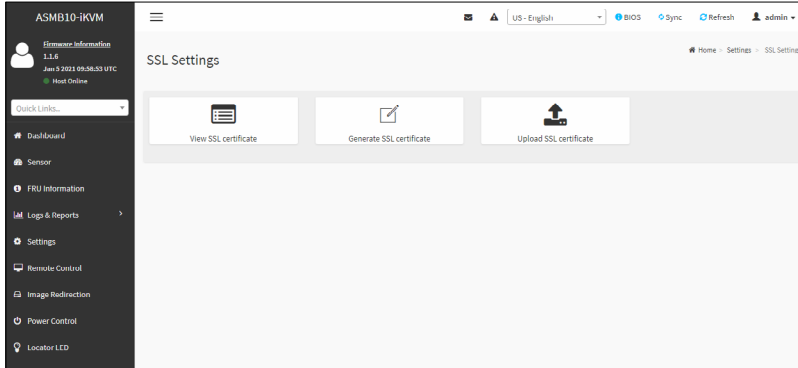 ASMB10-iKVM
US - English
BIOS
Sync
Refresh
admin
Firmware Information
1.1.6
Jan 5 2021 09:58:53 UTC
Host Online
Quick Links...
Dashboard
Sensor
FRU Information
Logs & Reports
Settings
Remote Control
Image Redirection
Power Control
Locator LED
SSL Settings
Home > Settings > SSL Setting
View SSL certificate
Generate SSL certificate
Upload SSL certificate